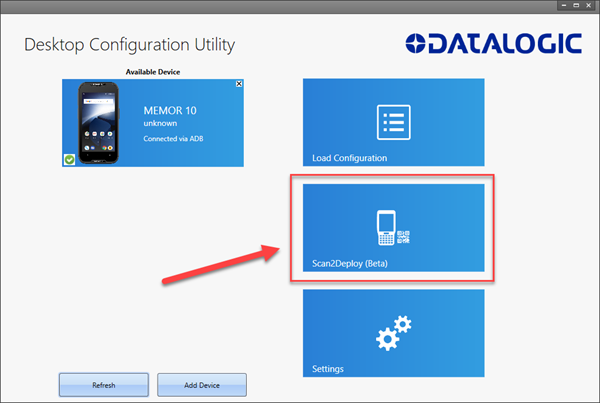 Desktop Configuration Utility
DATALOGIC
Available Device
MEMOR 10
unknown
Connected via ADB
Load Configuration
Scan2Deploy (Beta)
Settings
Refresh
Add Device